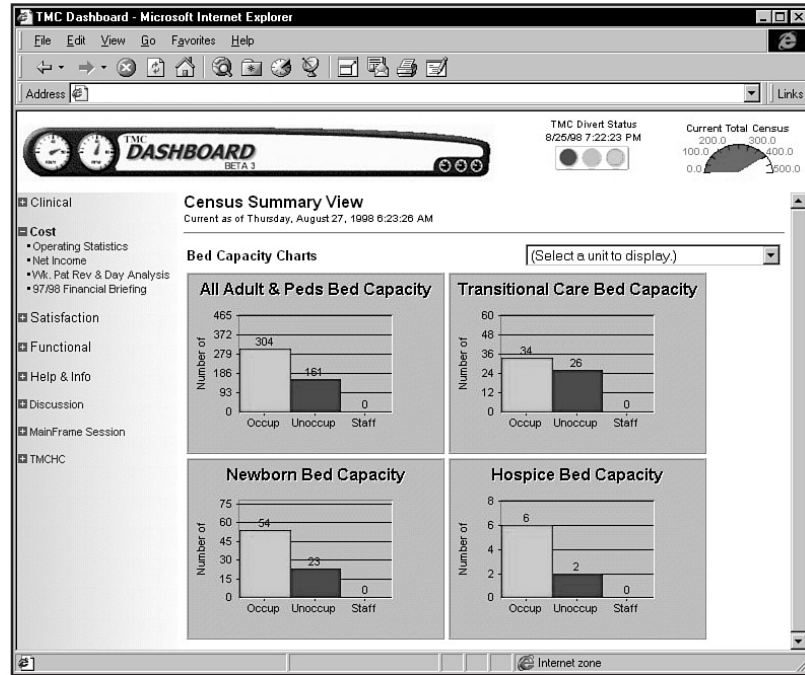 TMC Dashboard - Microsoft Internet Explorer
File Edit View Go Favorites Help
Address
Links
TMC
DASHBOARD
BETA 3
TMC Divert Status
8/25/98 7:22:23 PM
Current Total Census
200.0 300.0
100.0 400.0
0.0 500.0
Clinical
Cost
Operating Statistics
Net Income
Wk. Pat Rev & Day Analysis
97/98 Financial Briefing
Satisfaction
Functional
Help & Info
Discussion
MainFrame Session
TMCHC
Census Summary View
Current as of Thursday, August 27, 1998 6:23:26 AM
Bed Capacity Charts
(Select a unit to display.)
All Adult & Peds Bed Capacity
Number of
465
372
279
186
93
0
304
161
0
Occup Unoccup Staff
Transitional Care Bed Capacity
Number of
60
48
36
24
12
0
34
26
0
Occup Unoccup Staff
Newborn Bed Capacity
Number of
75
60
45
30
15
0
54
23
0
Occup Unoccup Staff
Hospice Bed Capacity
Number of
8
6
4
2
0
6
2
0
Occup Unoccup Staff
Internet zone